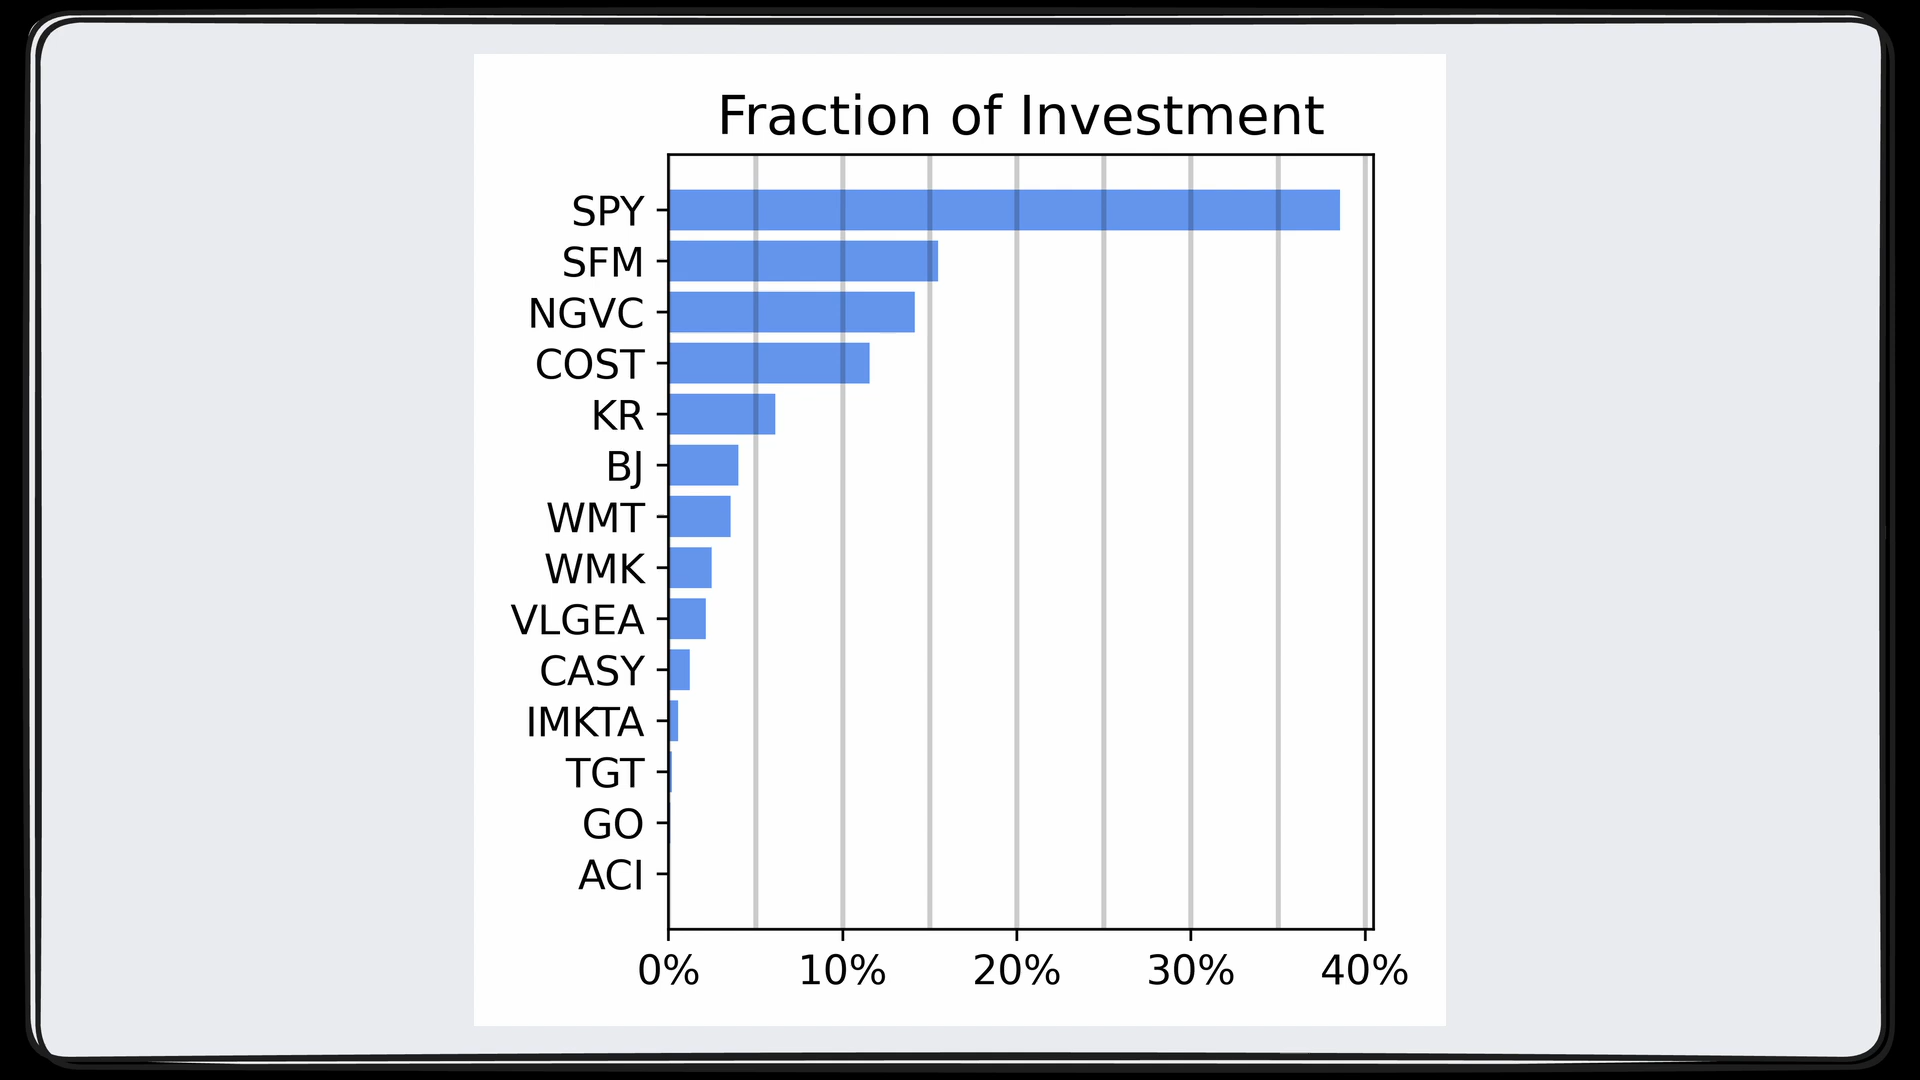 Fraction of Investment
SPY
SFM
NGVC
COST
KR
BJ
WMT
WMK
VLGEA
CASY
IMKTA
TGT
GO
ACI
0% 10% 20% 30% 40%